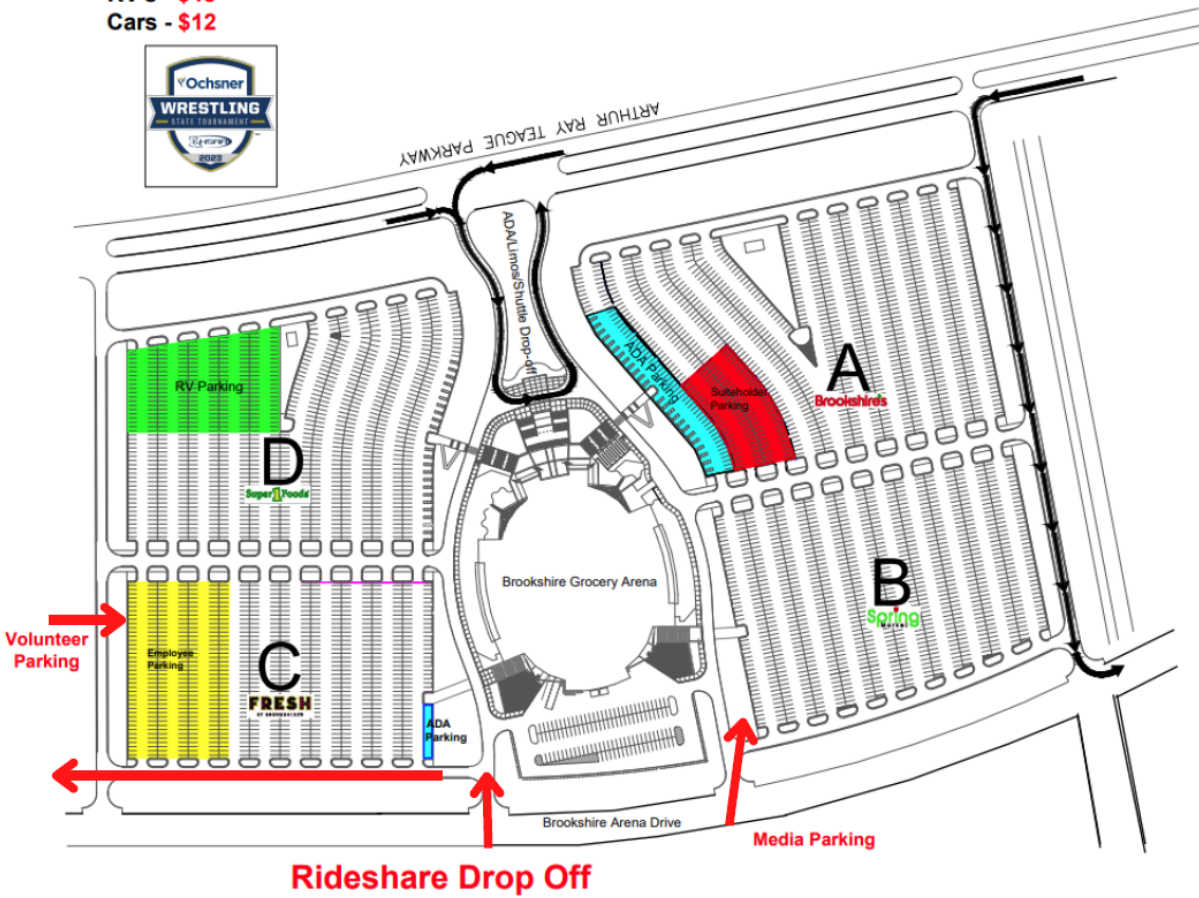 Cars - $12
Ochsner
WRESTLING
STATE TOURNAMENT
2023
ARTHUR RAY TEAGUE PARKWAY
ADA/Limos/Shuttle Drop-off
RV Parking
ADA Parking
Suiteholder
Parking
A
Brookshire's
D
Super 1 Foods
Brookshire Grocery Arena
B
Spring
Market
Volunteer
Parking
Employee
Parking
C
FRESH
ADA
Parking
Brookshire Arena Drive
Media Parking
Rideshare Drop Off